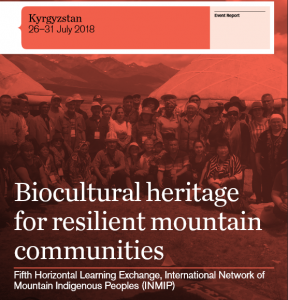 Kyrgyzstan
26–31 July 2018
Event Report
Biocultural heritage
for resilient mountain
communities
Fifth Horizontal Learning Exchange, International Network of
Mountain Indigenous Peoples (INMIP)